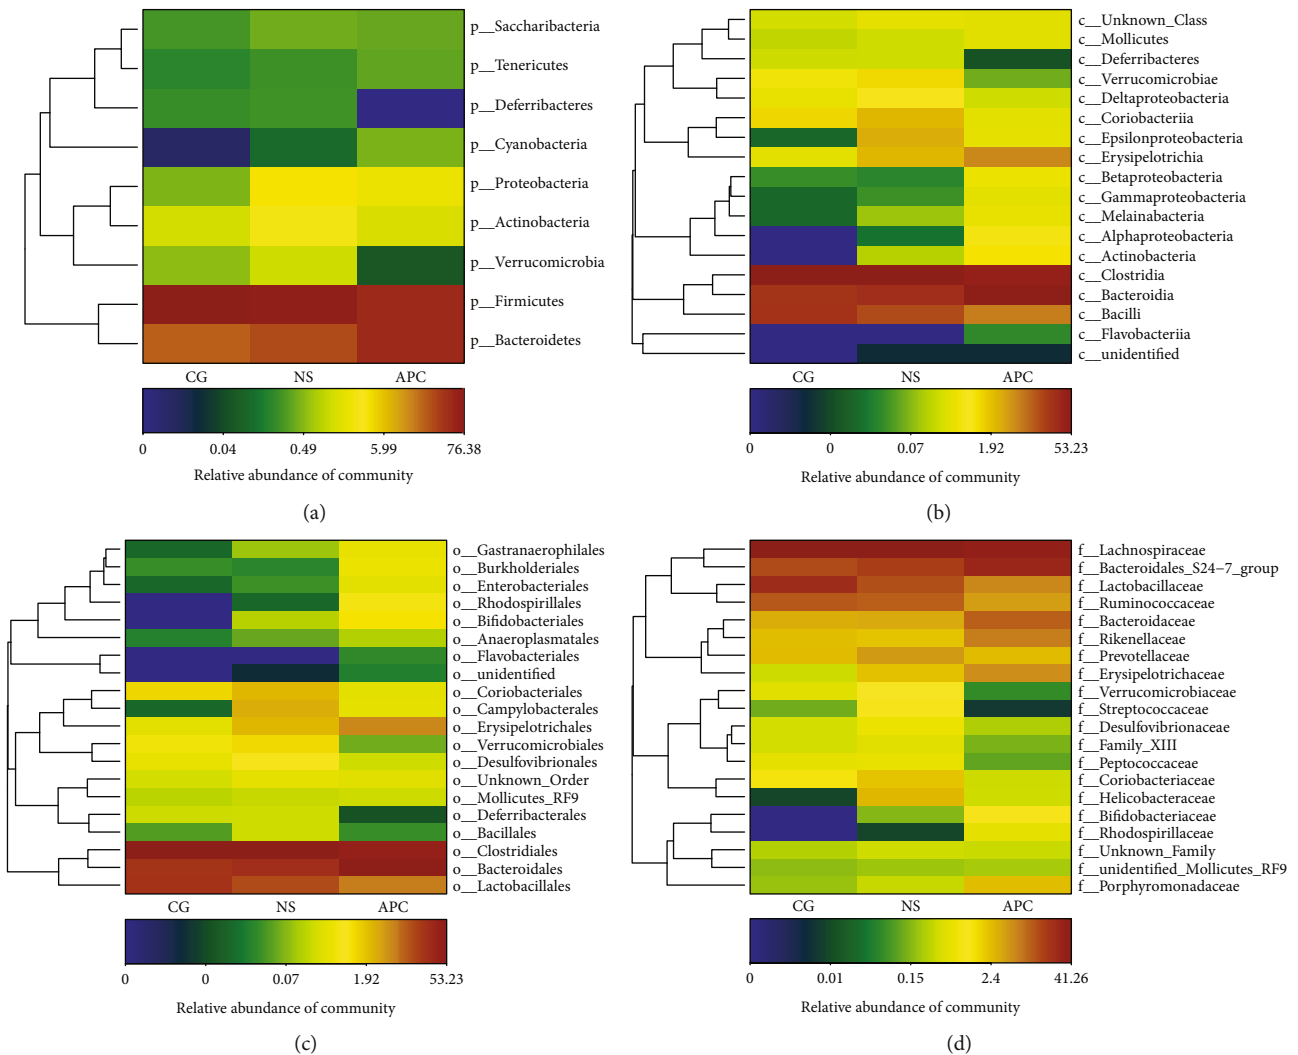 p__Saccharibacteria
p__Tenericutes
p__Deferribacteres
p__Cyanobacteria
p__Proteobacteria
p__Actinobacteria
p__Verrucomicrobia
p__Firmicutes
p__Bacteroidetes
CG NS APC
0 0.04 0.49 5.99 76.38
Relative abundance of community
(a)
c__Unknown_Class
c__Mollicutes
c__Deferribacteres
c__Verrucomicrobiae
c__Deltaproteobacteria
c__Coriobacteriia
c__Epsilonproteobacteria
c__Erysipelotrichia
c__Betaproteobacteria
c__Gammaproteobacteria
c__Melainabacteria
c__Alphaproteobacteria
c__Actinobacteria
c__Clostridia
c__Bacteroidia
c__Bacilli
c__Flavobacteriia
c__unidentified
CG NS APC
0 0 0.07 1.92 53.23
Relative abundance of community
(b)
o__Gastranaerophilales
o__Burkholderiales
o__Enterobacteriales
o__Rhodospirillales
o__Bifidobacteriales
o__Anaeroplasmatales
o__Flavobacteriales
o__unidentified
o__Coriobacteriales
o__Campylobacterales
o__Erysipelotrichales
o__Verrucomicrobiales
o__Desulfovibrionales
o__Unknown_Order
o__Mollicutes_RF9
o__Deferribacterales
o__Bacillales
o__Clostridiales
o__Bacteroidales
o__Lactobacillales
CG NS APC
0 0 0.07 1.92 53.23
Relative abundance of community
(c)
f__Lachnospiraceae
f__Bacteroidales_S24−7_group
f__Lactobacillaceae
f__Ruminococcaceae
f__Bacteroidaceae
f__Rikenellaceae
f__Prevotellaceae
f__Erysipelotrichaceae
f__Verrucomicrobiaceae
f__Streptococcaceae
f__Desulfovibrionaceae
f__Family_XIII
f__Peptococcaceae
f__Coriobacteriaceae
f__Helicobacteraceae
f__Bifidobacteriaceae
f__Rhodospirillaceae
f__Unknown_Family
f__unidentified_Mollicutes_RF9
f__Porphyromonadaceae
CG NS APC
0 0.01 0.15 2.4 41.26
Relative abundance of community
(d)